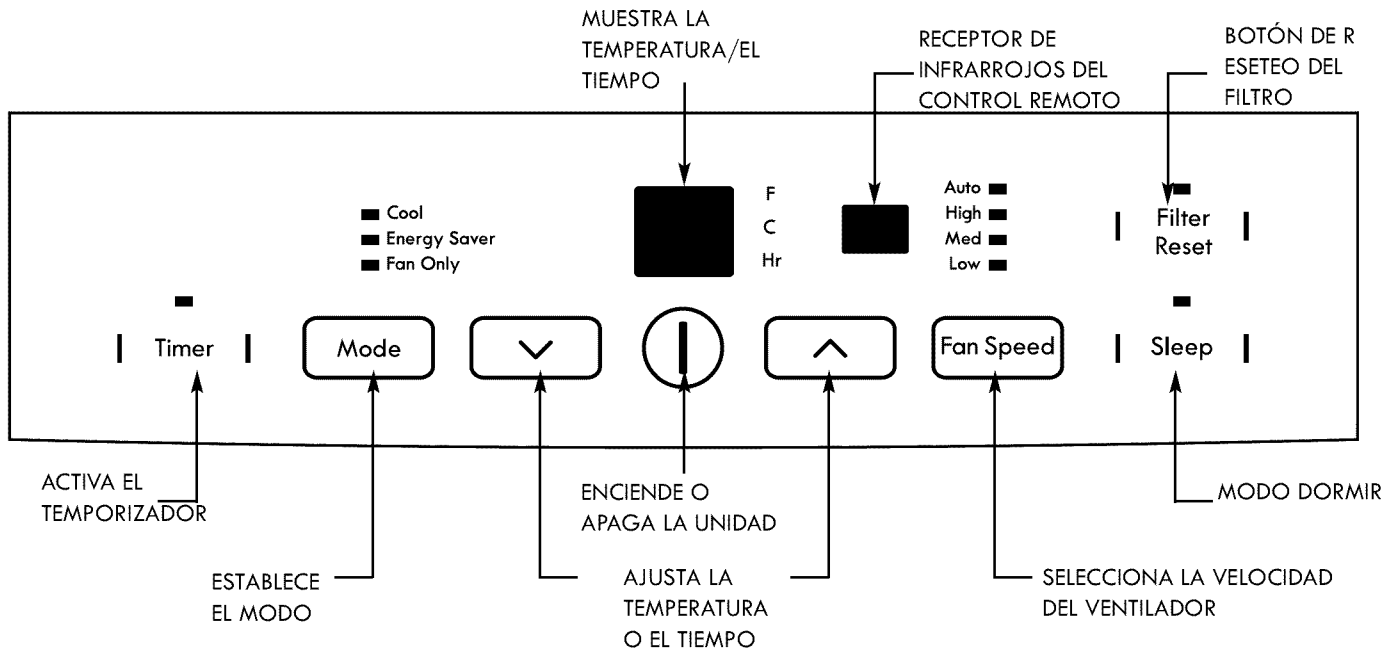 MUESTRA LA
TEMPERATURA/EL
TIEMPO
RECEPTOR DE
INFRARROJOS DEL
CONTROL REMOTO
BOTÓN DE R
ESETEO DEL
FILTRO
Cool
Energy Saver
Fan Only
F
C
Hr
Auto
High
Med
Low
Filter
Reset
Timer
Mode
Fan Speed
Sleep
ACTIVA EL
TEMPORIZADOR
ENCIENDE O
APAGA LA UNIDAD
MODO DORMIR
ESTABLECE
EL MODO
AJUSTA LA
TEMPERATURA
O EL TIEMPO
SELECCIONA LA VELOCIDAD
DEL VENTILADOR